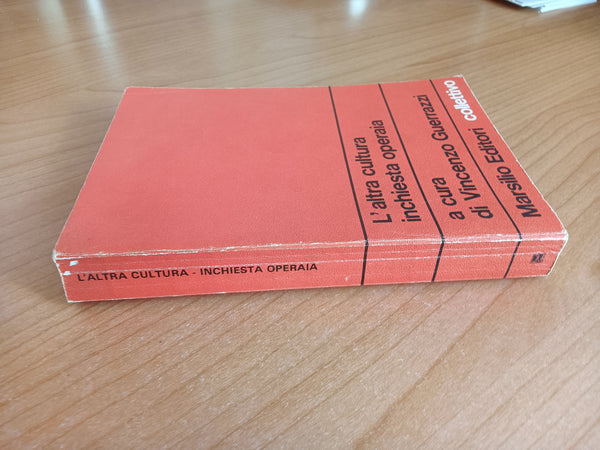 L'altra cultura
inchiesta operaia
a cura
di Vincenzo Guerrazzi
Marsilio Editori collettivo
L'ALTRA CULTURA - INCHIESTA OPERAIA